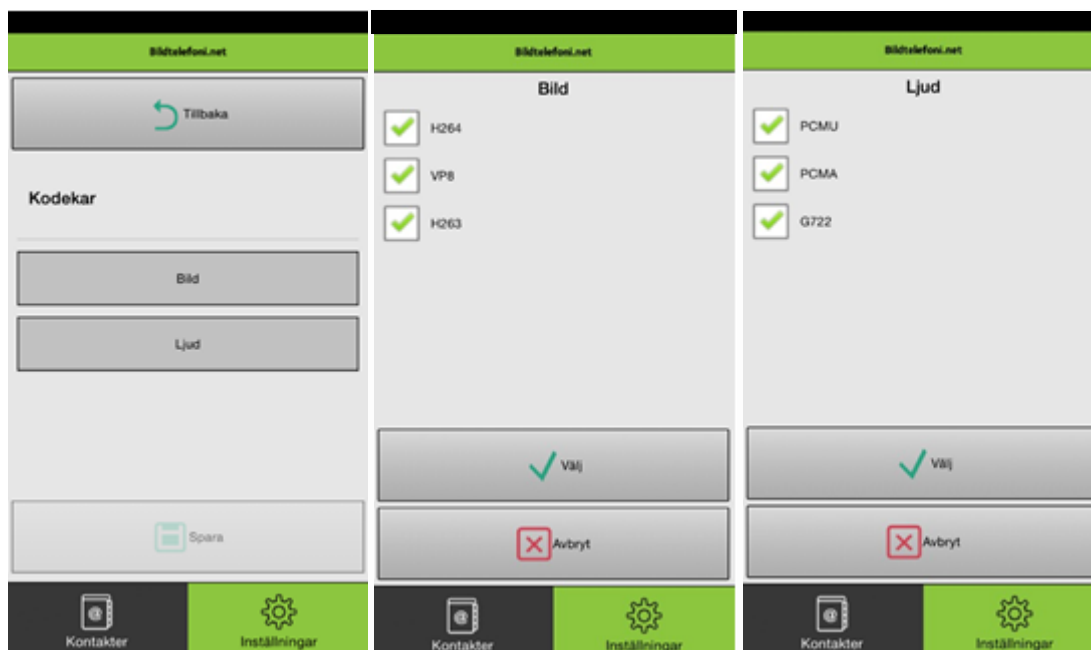 Bildtelefoni.net
Tillbaka
Kodekar
Bild
Ljud
Spara
Kontakter
Inställningar
Bildtelefoni.net
Bild
H264
VP8
H263
Välj
Avbryt
Kontakter
Inställningar
Bildtelefoni.net
Ljud
PCMU
PCMA
G722
Välj
Avbryt
Kontakter
Inställningar